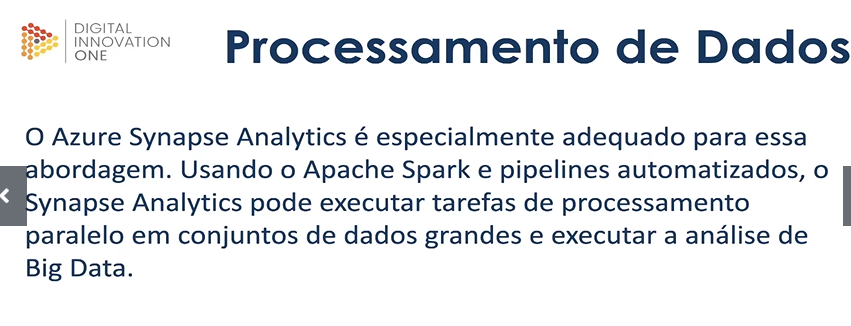 DIGITAL
INNOVATION
ONE
Processamento de Dados
O Azure Synapse Analytics é especialmente adequado para essa
abordagem. Usando o Apache Spark e pipelines automatizados, o
Synapse Analytics pode executar tarefas de processamento
paralelo em conjuntos de dados grandes e executar a análise de
Big Data.